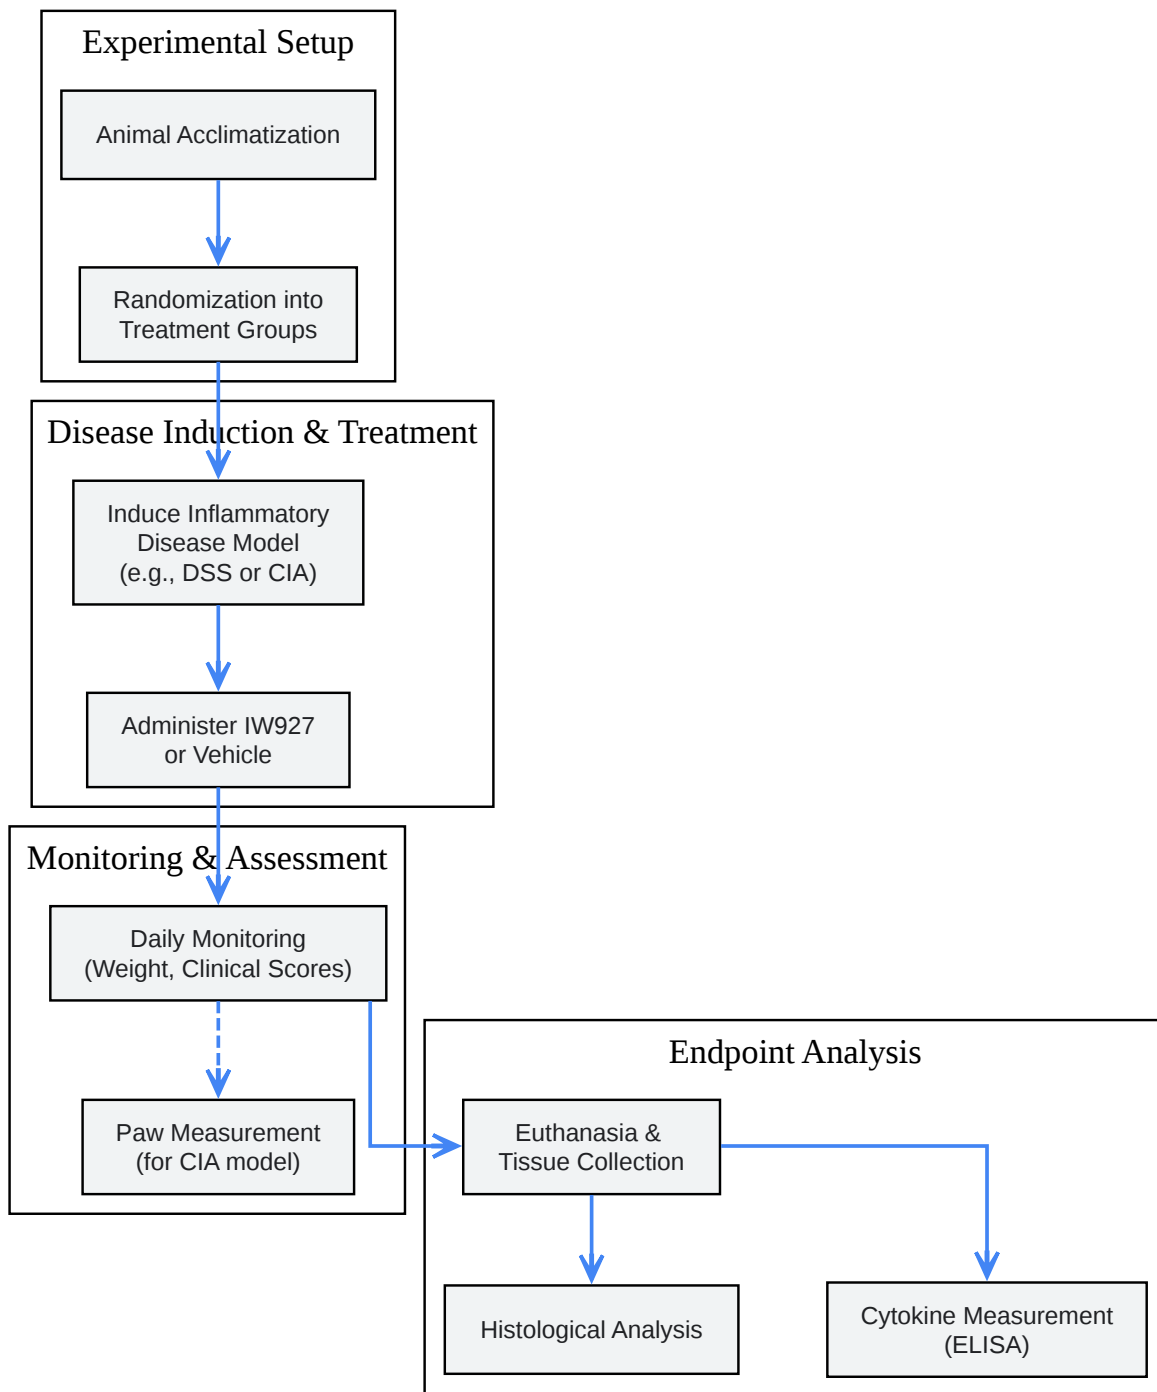 Experimental Setup
Animal Acclimatization
Randomization into
Treatment Groups
Disease Induction & Treatment
Induce Inflammatory
Disease Model
(e.g., DSS or CIA)
Administer IW927
or Vehicle
Monitoring & Assessment
Daily Monitoring
(Weight, Clinical Scores)
Paw Measurement
(for CIA model)
Endpoint Analysis
Euthanasia &
Tissue Collection
Histological Analysis
Cytokine Measurement
(ELISA)